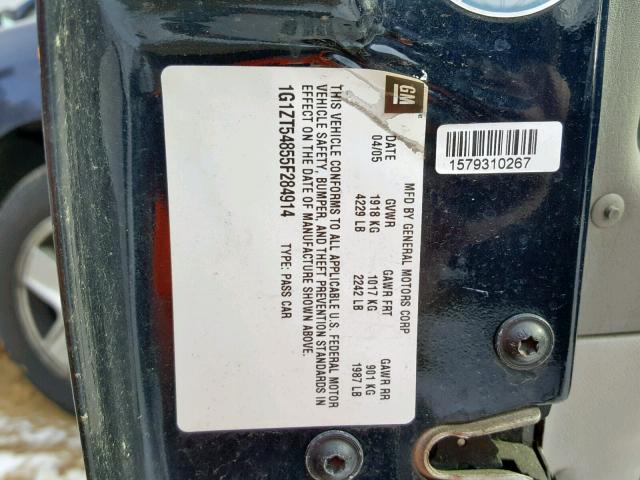 GM
MFD BY GENERAL MOTORS CORP
DATE GVWR GAWR FRT GAWR RR
04/05 1918 KG 1017 KG 901 KG
4229 LB 2242 LB 1987 LB
THIS VEHICLE CONFORMS TO ALL APPLICABLE U.S. FEDERAL MOTOR
VEHICLE SAFETY, BUMPER, AND THEFT PREVENTION STANDARDS IN
EFFECT ON THE DATE OF MANUFACTURE SHOWN ABOVE.
1G1ZT54855F284914 TYPE: PASS CAR
1579310267